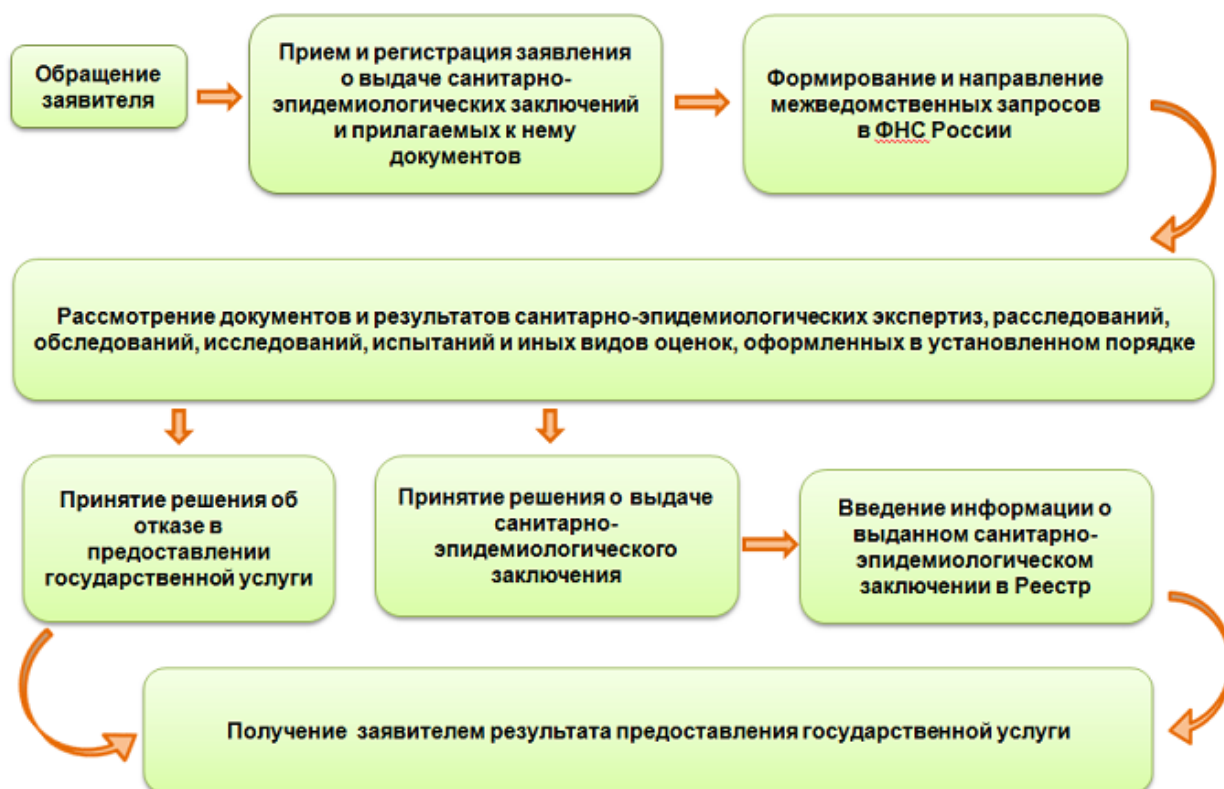 Обращение
заявителя
Прием и регистрация заявления
о выдаче санитарно-
эпидемиологических заключений
и прилагаемых к нему
документов
Формирование и направление
межведомственных запросов
в ФНС России
Рассмотрение документов и результатов санитарно-эпидемиологических экспертиз, расследований,
обследований, исследований, испытаний и иных видов оценок, оформленных в установленном порядке
Принятие решения об
отказе в
предоставлении
государственной услуги
Принятие решения о выдаче
санитарно-
эпидемиологического
заключения
Введение информации о
выданном санитарно-
эпидемиологическом
заключении в Реестр
Получение заявителем результата предоставления государственной услуги